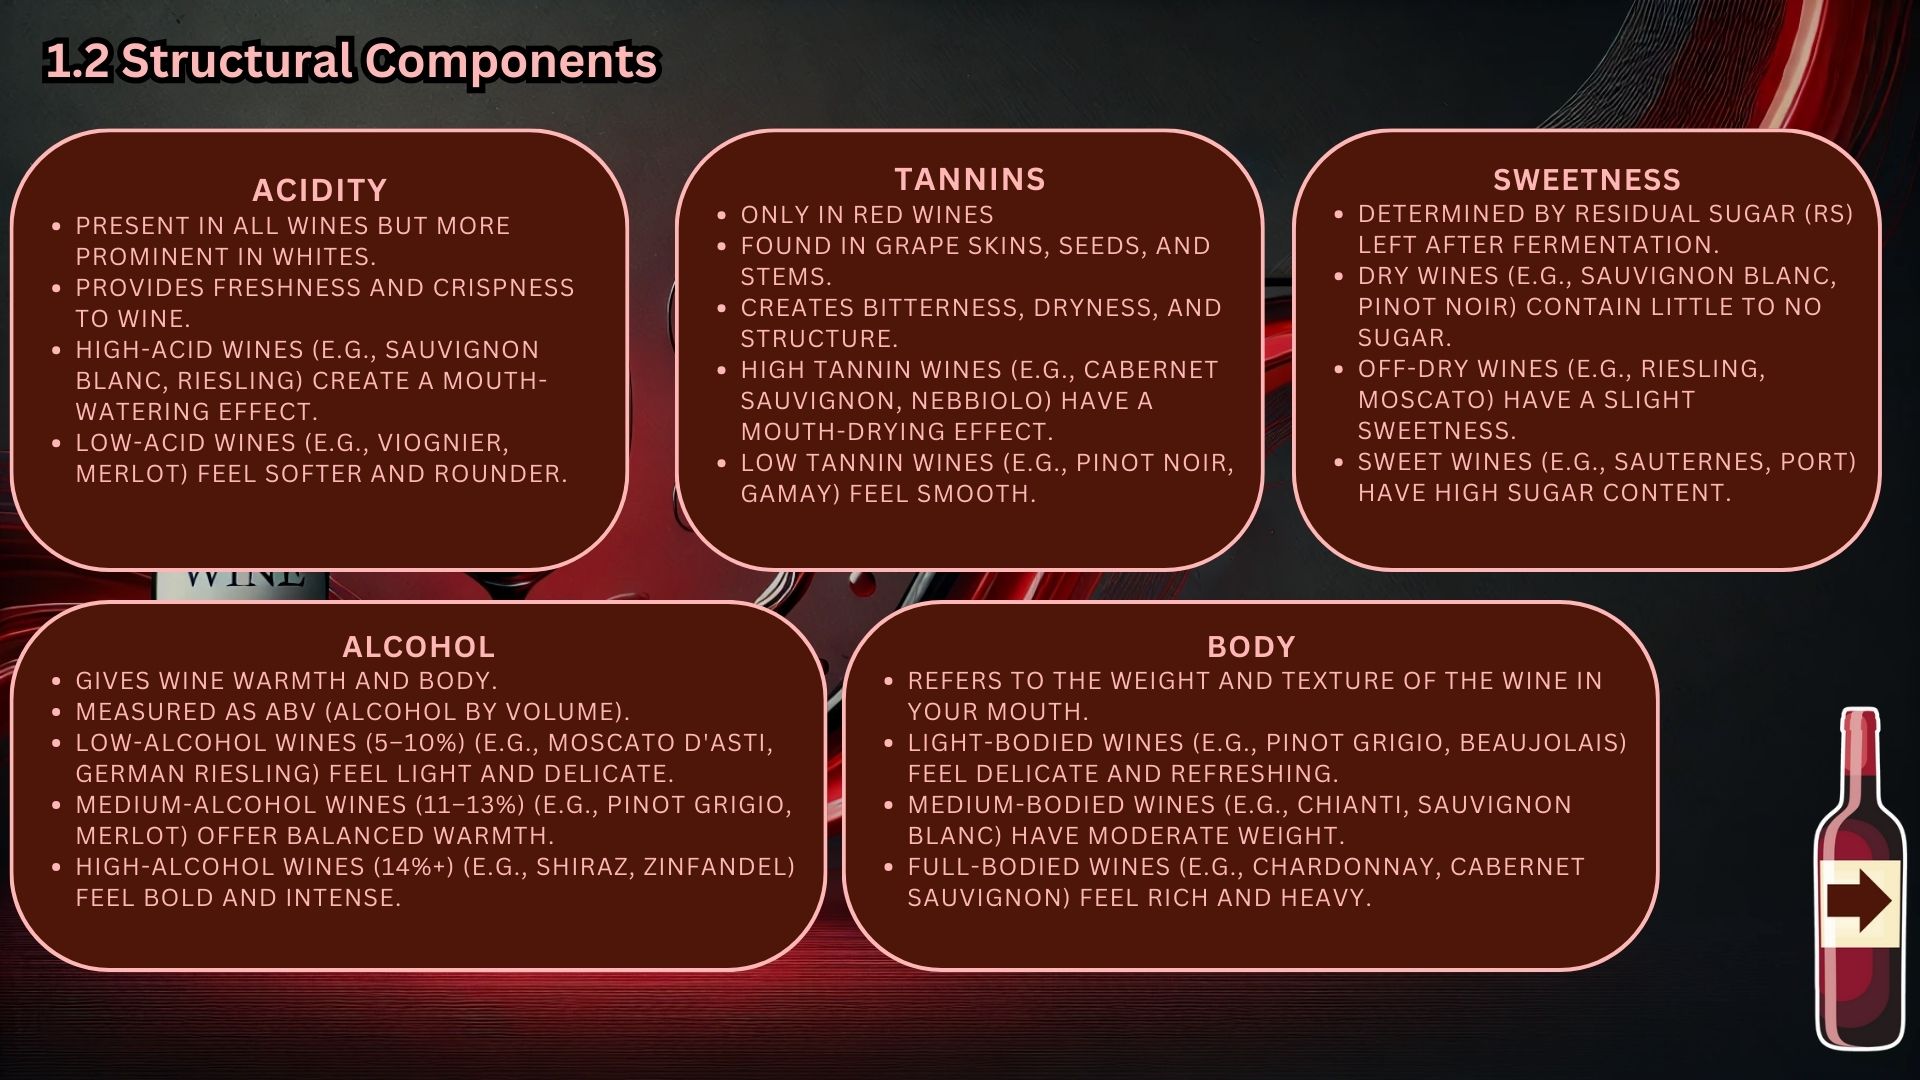 1.2 Structural Components
ACIDITY
• PRESENT IN ALL WINES BUT MORE
PROMINENT IN WHITES.
• PROVIDES FRESHNESS AND CRISPNESS
TO WINE.
• HIGH-ACID WINES (E.G., SAUVIGNON
BLANC, RIESLING) CREATE A MOUTH-
WATERING EFFECT.
• LOW-ACID WINES (E.G., VIOGNIER,
MERLOT) FEEL SOFTER AND ROUNDER.
TANNINS
• ONLY IN RED WINES
• FOUND IN GRAPE SKINS, SEEDS, AND
STEMS.
• CREATES BITTERNESS, DRYNESS, AND
STRUCTURE.
• HIGH TANNIN WINES (E.G., CABERNET
SAUVIGNON, NEBBIOLO) HAVE A
MOUTH-DRYING EFFECT.
• LOW TANNIN WINES (E.G., PINOT NOIR,
GAMAY) FEEL SMOOTH.
SWEETNESS
• DETERMINED BY RESIDUAL SUGAR (RS)
LEFT AFTER FERMENTATION.
• DRY WINES (E.G., SAUVIGNON BLANC,
PINOT NOIR) CONTAIN LITTLE TO NO
SUGAR.
• OFF-DRY WINES (E.G., RIESLING,
MOSCATO) HAVE A SLIGHT
SWEETNESS.
• SWEET WINES (E.G., SAUTERNES, PORT)
HAVE HIGH SUGAR CONTENT.
WINE
ALCOHOL
• GIVES WINE WARMTH AND BODY.
• MEASURED AS ABV (ALCOHOL BY VOLUME).
• LOW-ALCOHOL WINES (5–10%) (E.G., MOSCATO D'ASTI,
GERMAN RIESLING) FEEL LIGHT AND DELICATE.
• MEDIUM-ALCOHOL WINES (11–13%) (E.G., PINOT GRIGIO,
MERLOT) OFFER BALANCED WARMTH.
• HIGH-ALCOHOL WINES (14%+) (E.G., SHIRAZ, ZINFANDEL)
FEEL BOLD AND INTENSE.
BODY
• REFERS TO THE WEIGHT AND TEXTURE OF THE WINE IN
YOUR MOUTH.
• LIGHT-BODIED WINES (E.G., PINOT GRIGIO, BEAUJOLAIS)
FEEL DELICATE AND REFRESHING.
• MEDIUM-BODIED WINES (E.G., CHIANTI, SAUVIGNON
BLANC) HAVE MODERATE WEIGHT.
• FULL-BODIED WINES (E.G., CHARDONNAY, CABERNET
SAUVIGNON) FEEL RICH AND HEAVY.